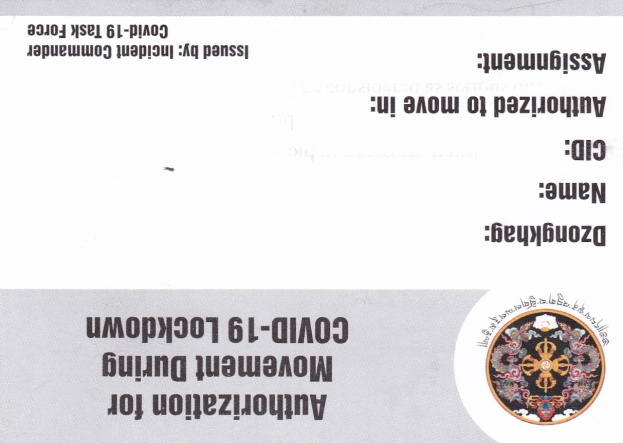 Authorization for
Movement During
COVID-19 Lockdown
Dzongkhag:
Name:
CID:
Authorized to move in:
Assignment:
Issued by: Incident Commander
Covid-19 Task Force